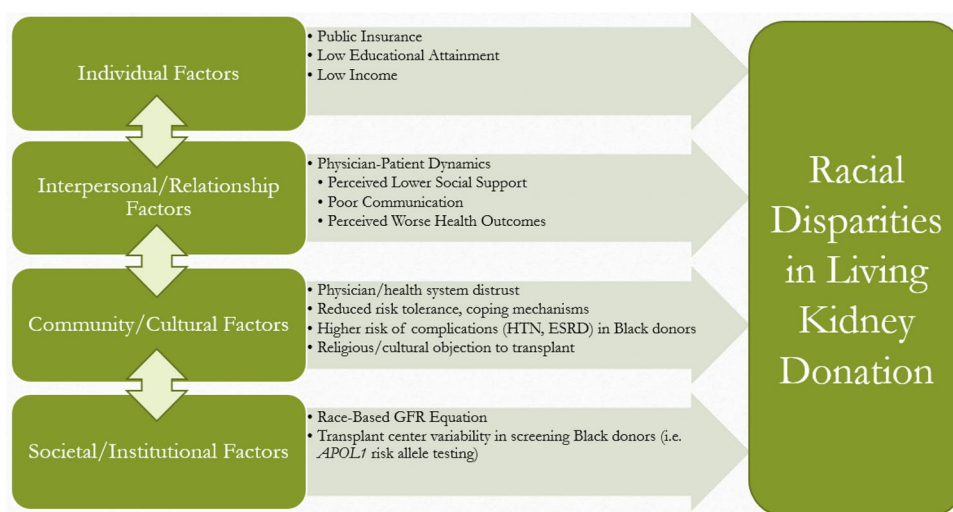 Individual Factors
• Public Insurance
• Low Educational Attainment
• Low Income
Interpersonal/Relationship
Factors
• Physician-Patient Dynamics
• Perceived Lower Social Support
• Poor Communication
• Perceived Worse Health Outcomes
Community/Cultural Factors
• Physician/health system distrust
• Reduced risk tolerance, coping mechanisms
• Higher risk of complications (HTN, ESRD) in Black donors
• Religious/cultural objection to transplant
Societal/Institutional Factors
• Race-Based GFR Equation
• Transplant center variability in screening Black donors (i.e.
APOL1 risk allele testing)
Racial
Disparities
in Living
Kidney
Donation